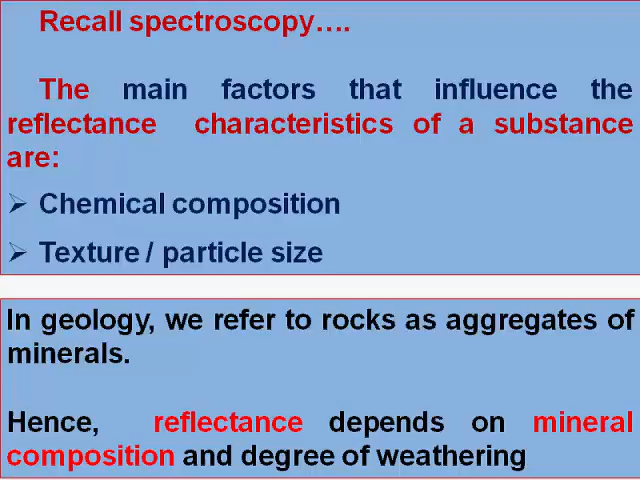 Recall spectroscopy….
The main factors that influence the
reflectance characteristics of a substance
are:
➢ Chemical composition
➢ Texture / particle size
In geology, we refer to rocks as aggregates of
minerals.
Hence, reflectance depends on mineral
composition and degree of weathering